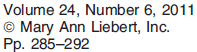 Volume 24, Number 6, 2011
© Mary Ann Liebert, Inc.
Pp. 285–292